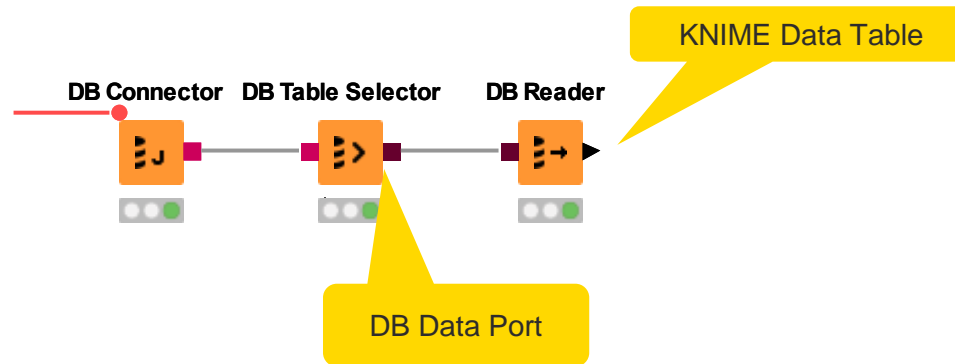 KNIME Data Table
DB Connector
DB Table Selector
DB Reader
DB Data Port